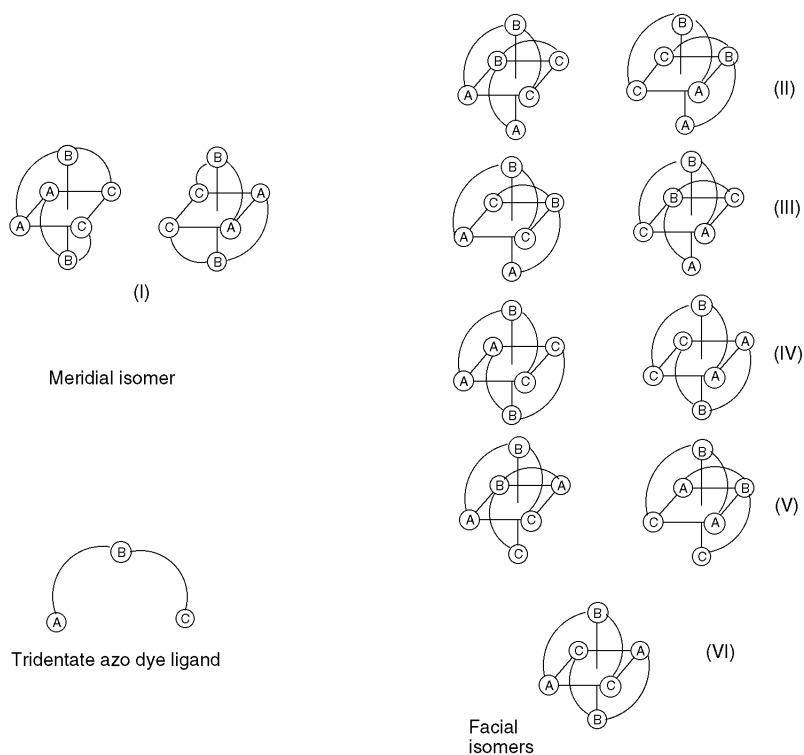 B
A C
A C
B
B
C A
C A
B
(I)
Meridial isomer
B
A C
Tridentate azo dye ligand
B
B C
A C
A
B
C B
C A
A
(II)
B
C B
A C
A
B
B C
C A
A
(III)
B
A C
A C
B
B
C A
C A
B
(IV)
B
B A
A C
C
B
A B
C A
C
(V)
B
C A
A C
B
(VI)
Facial
isomers